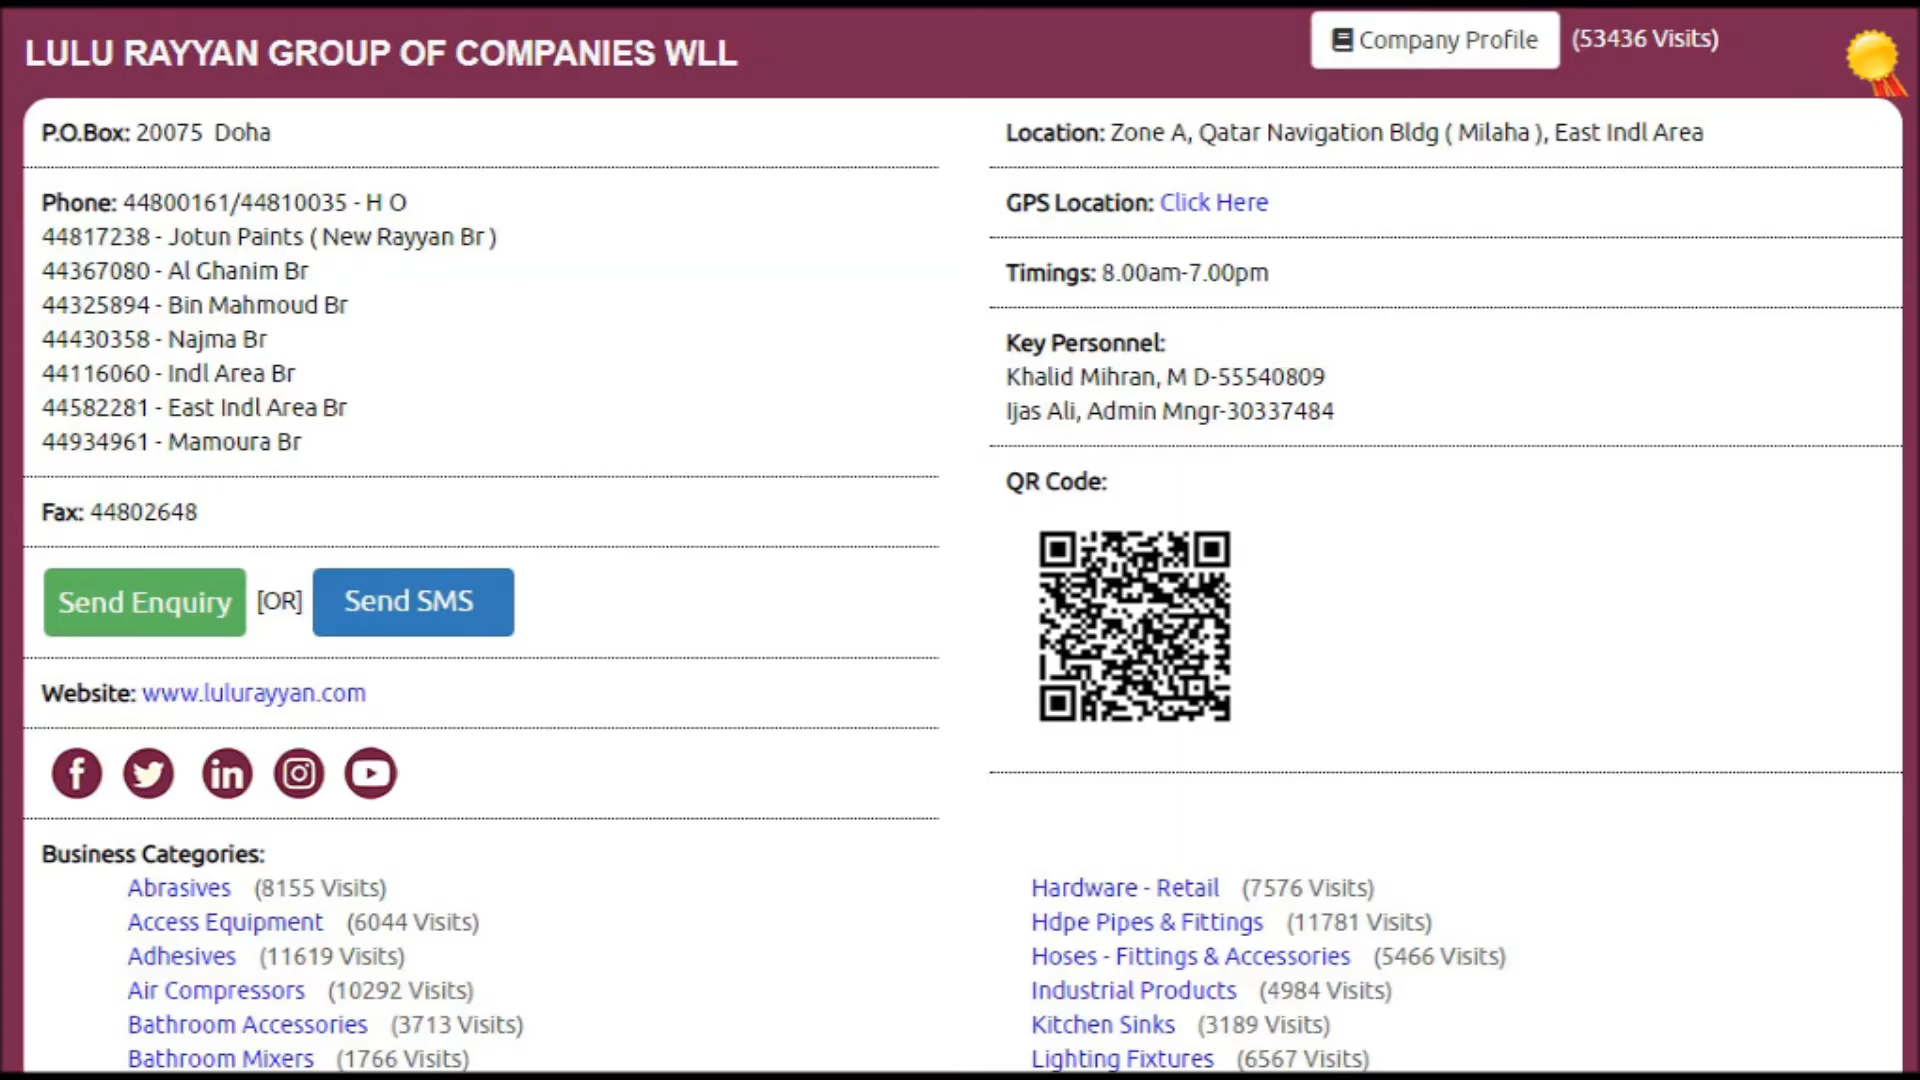 LULU RAYYAN GROUP OF COMPANIES WLL
Company Profile (53436 Visits)
P.O.Box: 20075 Doha
Phone: 44800161/44810035 - H O
44817238 - Jotun Paints ( New Rayyan Br )
44367080 - Al Ghanim Br
44325894 - Bin Mahmoud Br
44430358 - Najma Br
44116060 - Indl Area Br
44582281 - East Indl Area Br
44934961 - Mamoura Br
Fax: 44802648
Send Enquiry [OR] Send SMS
Website: www.lulurayyan.com
Location: Zone A, Qatar Navigation Bldg ( Milaha ), East Indl Area
GPS Location: Click Here
Timings: 8.00am-7.00pm
Key Personnel:
Khalid Mihran, M D-55540809
Ijas Ali, Admin Mngr-30337484
QR Code:
Business Categories:
Abrasives (8155 Visits)
Access Equipment (6044 Visits)
Adhesives (11619 Visits)
Air Compressors (10292 Visits)
Bathroom Accessories (3713 Visits)
Bathroom Mixers (1766 Visits)
Hardware - Retail (7576 Visits)
Hdpe Pipes & Fittings (11781 Visits)
Hoses - Fittings & Accessories (5466 Visits)
Industrial Products (4984 Visits)
Kitchen Sinks (3189 Visits)
Lighting Fixtures (6567 Visits)